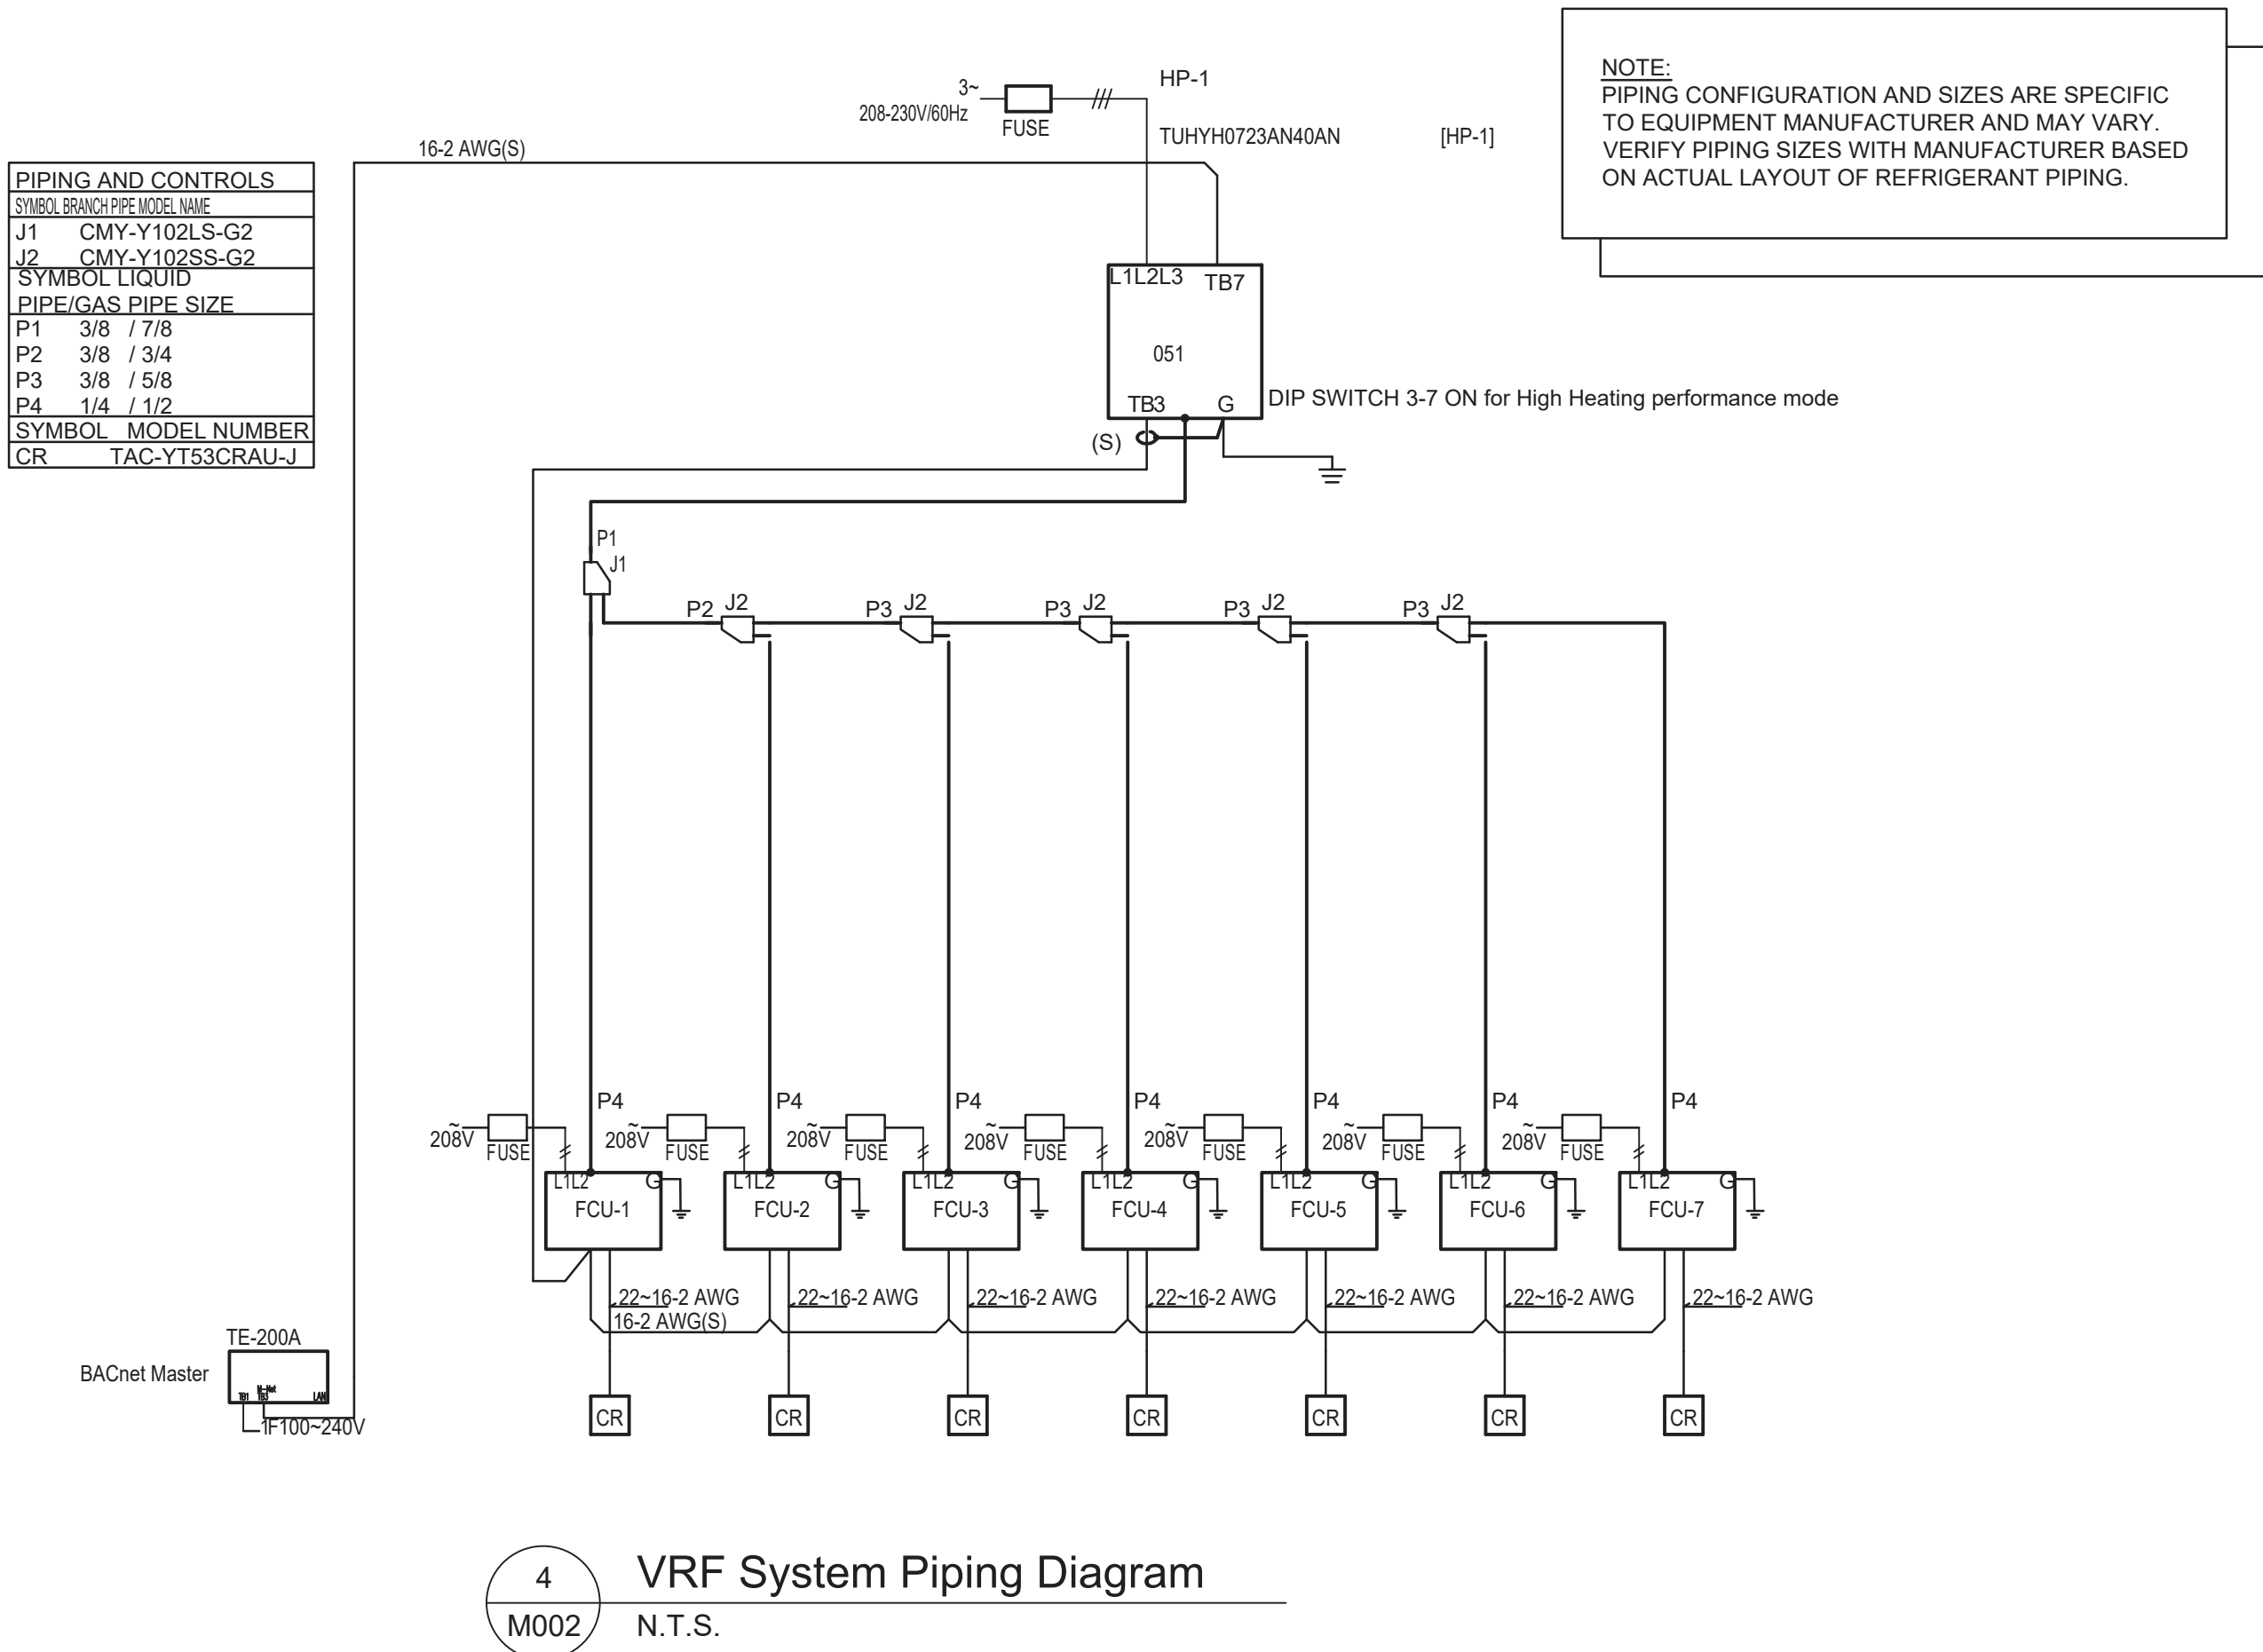 NOTE:
PIPING CONFIGURATION AND SIZES ARE SPECIFIC
TO EQUIPMENT MANUFACTURER AND MAY VARY.
VERIFY PIPING SIZES WITH MANUFACTURER BASED
ON ACTUAL LAYOUT OF REFRIGERANT PIPING.
3~
208-230V/60Hz
FUSE
HP-1
TUHYH0723AN40AN
[HP-1]
16-2 AWG(S)
PIPING AND CONTROLS
SYMBOL BRANCH PIPE MODEL NAME
J1 CMY-Y102LS-G2
J2 CMY-Y102SS-G2
SYMBOL LIQUID
PIPE/GAS PIPE SIZE
P1 3/8 / 7/8
P2 3/8 / 3/4
P3 3/8 / 5/8
P4 1/4 / 1/2
SYMBOL MODEL NUMBER
CR TAC-YT53CRAU-J
L1L2L3 TB7
051
TB3 G
DIP SWITCH 3-7 ON for High Heating performance mode
(S)
P1
J1
P2 J2 P3 J2 P3 J2 P3 J2 P3 J2
P4 P4 P4 P4 P4 P4 P4
~ ~ ~ ~ ~ ~ ~
208V 208V 208V 208V 208V 208V 208V
FUSE FUSE FUSE FUSE FUSE FUSE FUSE
L1L2 G L1L2 G L1L2 G L1L2 G L1L2 G L1L2 G L1L2 G
FCU-1 FCU-2 FCU-3 FCU-4 FCU-5 FCU-6 FCU-7
22~16-2 AWG 22~16-2 AWG 22~16-2 AWG 22~16-2 AWG 22~16-2 AWG 22~16-2 AWG 22~16-2 AWG
16-2 AWG(S)
TE-200A
BACnet Master
M-Net
TB1 TB3 LAN
1F100~240V
CR CR CR CR CR CR CR
4
M002
VRF System Piping Diagram
N.T.S.